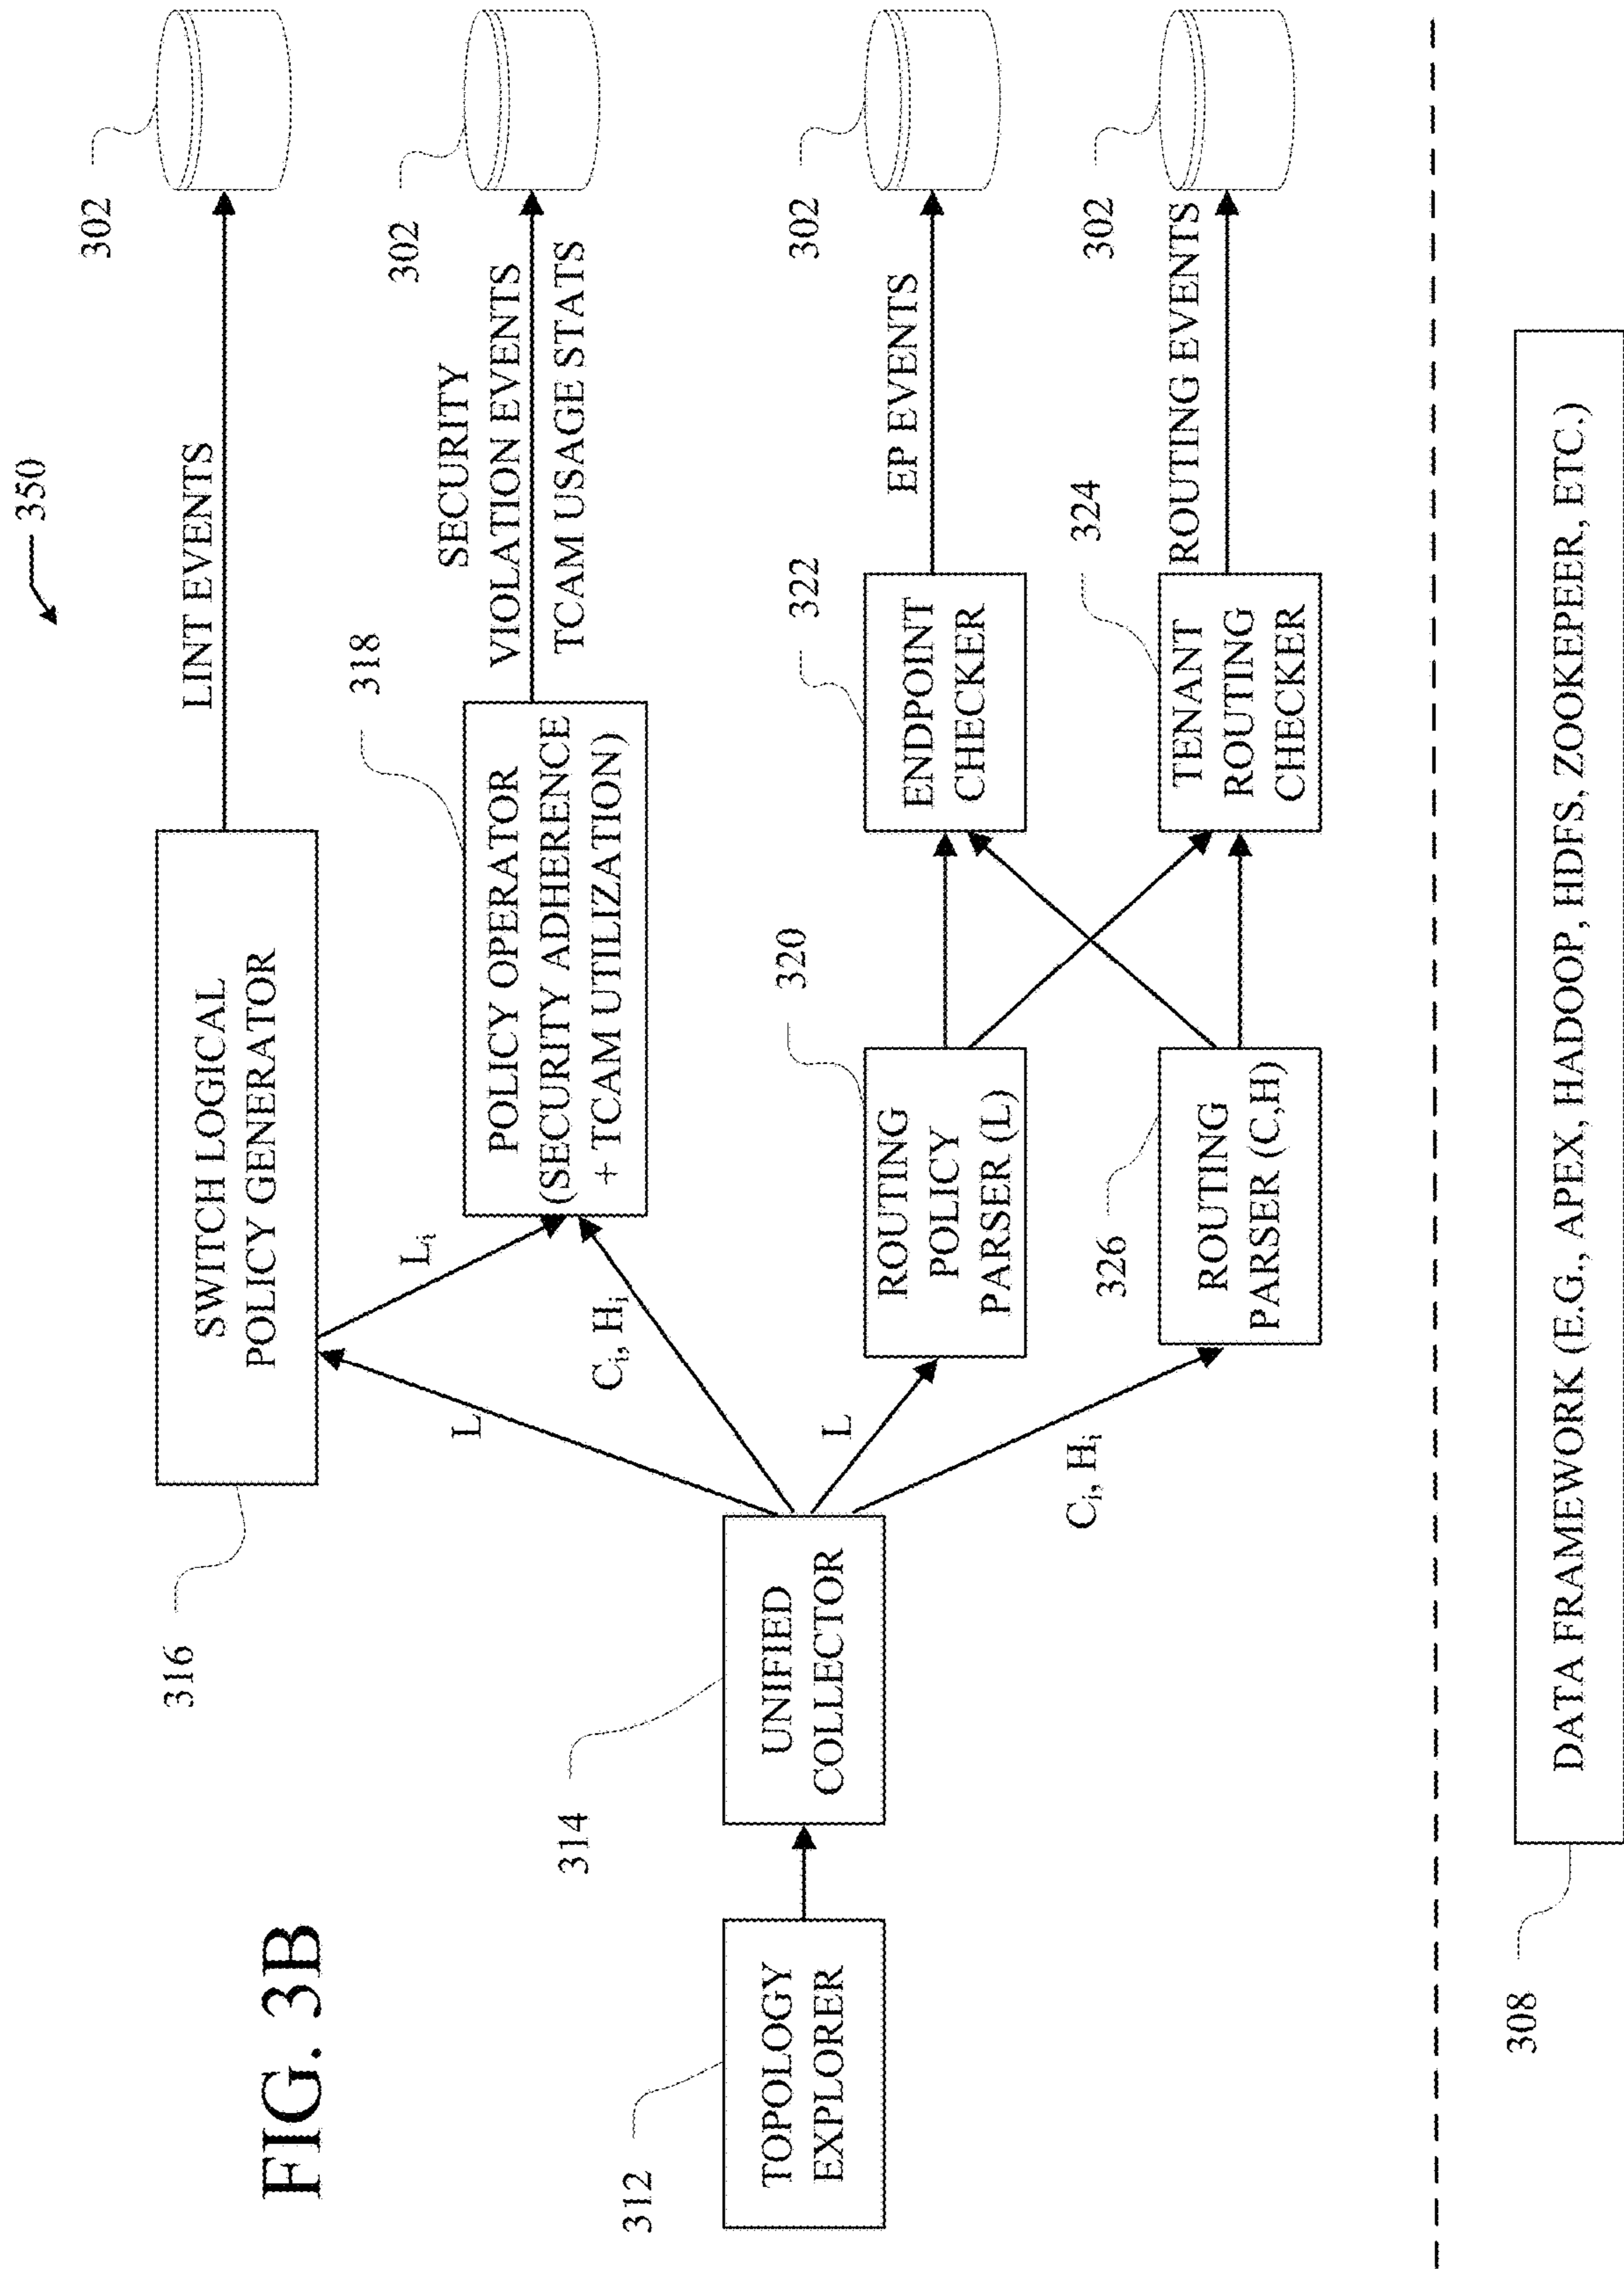 FIG. 3B
350
302
LINT EVENTS
SWITCH LOGICAL
POLICY GENERATOR
316
302
SECURITY
VIOLATION EVENTS
TCAM USAGE STATS
318
POLICY OPERATOR
(SECURITY ADHERENCE
+ TCAM UTILIZATION)
Li
L
Ci, Hi
312
TOPOLOGY
EXPLORER
314
UNIFIED
COLLECTOR
L
Ci, Hi
320
ROUTING
POLICY
PARSER (L)
322
ENDPOINT
CHECKER
EP EVENTS
302
326
ROUTING
PARSER (C,H)
324
TENANT
ROUTING
CHECKER
ROUTING EVENTS
302
308
DATA FRAMEWORK (E.G., APEX, HADOOP, HDFS, ZOOKEPEER, ETC.)